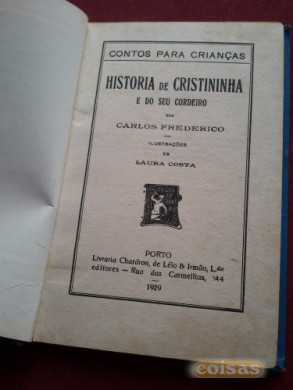 CONTOS PARA CRIANÇAS
HISTORIA DE CRISTININHA
E DO SEU CORDEIRO
POR
CARLOS FREDERICO
ILUSTRAÇÕES
DE
LAURA COSTA
PORTO
Livraria Chardron, de Lélo & Irmão, L.da
editores — Rua das Carmelitas, 144
1929
coisas